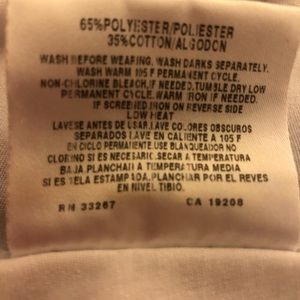 65%POLYESTER/POLIESTER
35%COTTON/ALGODON
WASH BEFORE WEARING, WASH DARKS SEPARATELY.
WASH WARM 105 F PERMANENT CYCLE.
NON-CHLORINE BLEACH,IF NEEDED,TUMBLE DRY LOW
PERMANENT CYCLE. WARM IRON IF NEEDED.
IF SCREENED IRON ON REVERSE SIDE
LOW HEAT
LAVESE ANTES DE USAR, LAVE COLORES OBSCUROS
SEPARADOS LAVE EN CALIENTE A 105 F
EN CICLO PERMANENTE.USE BLANQUEADOR NO
CLORINO SI ES NECESARIC.SECAR A TEMPERATURA
BAJA PLANCHAR A TEMPERATURA MEDIA
SI ES TELA ESTAMPADA,PLANCHAR POR EL REVES
EN NIVEL TIBIO.
RN 33267 CA 19208